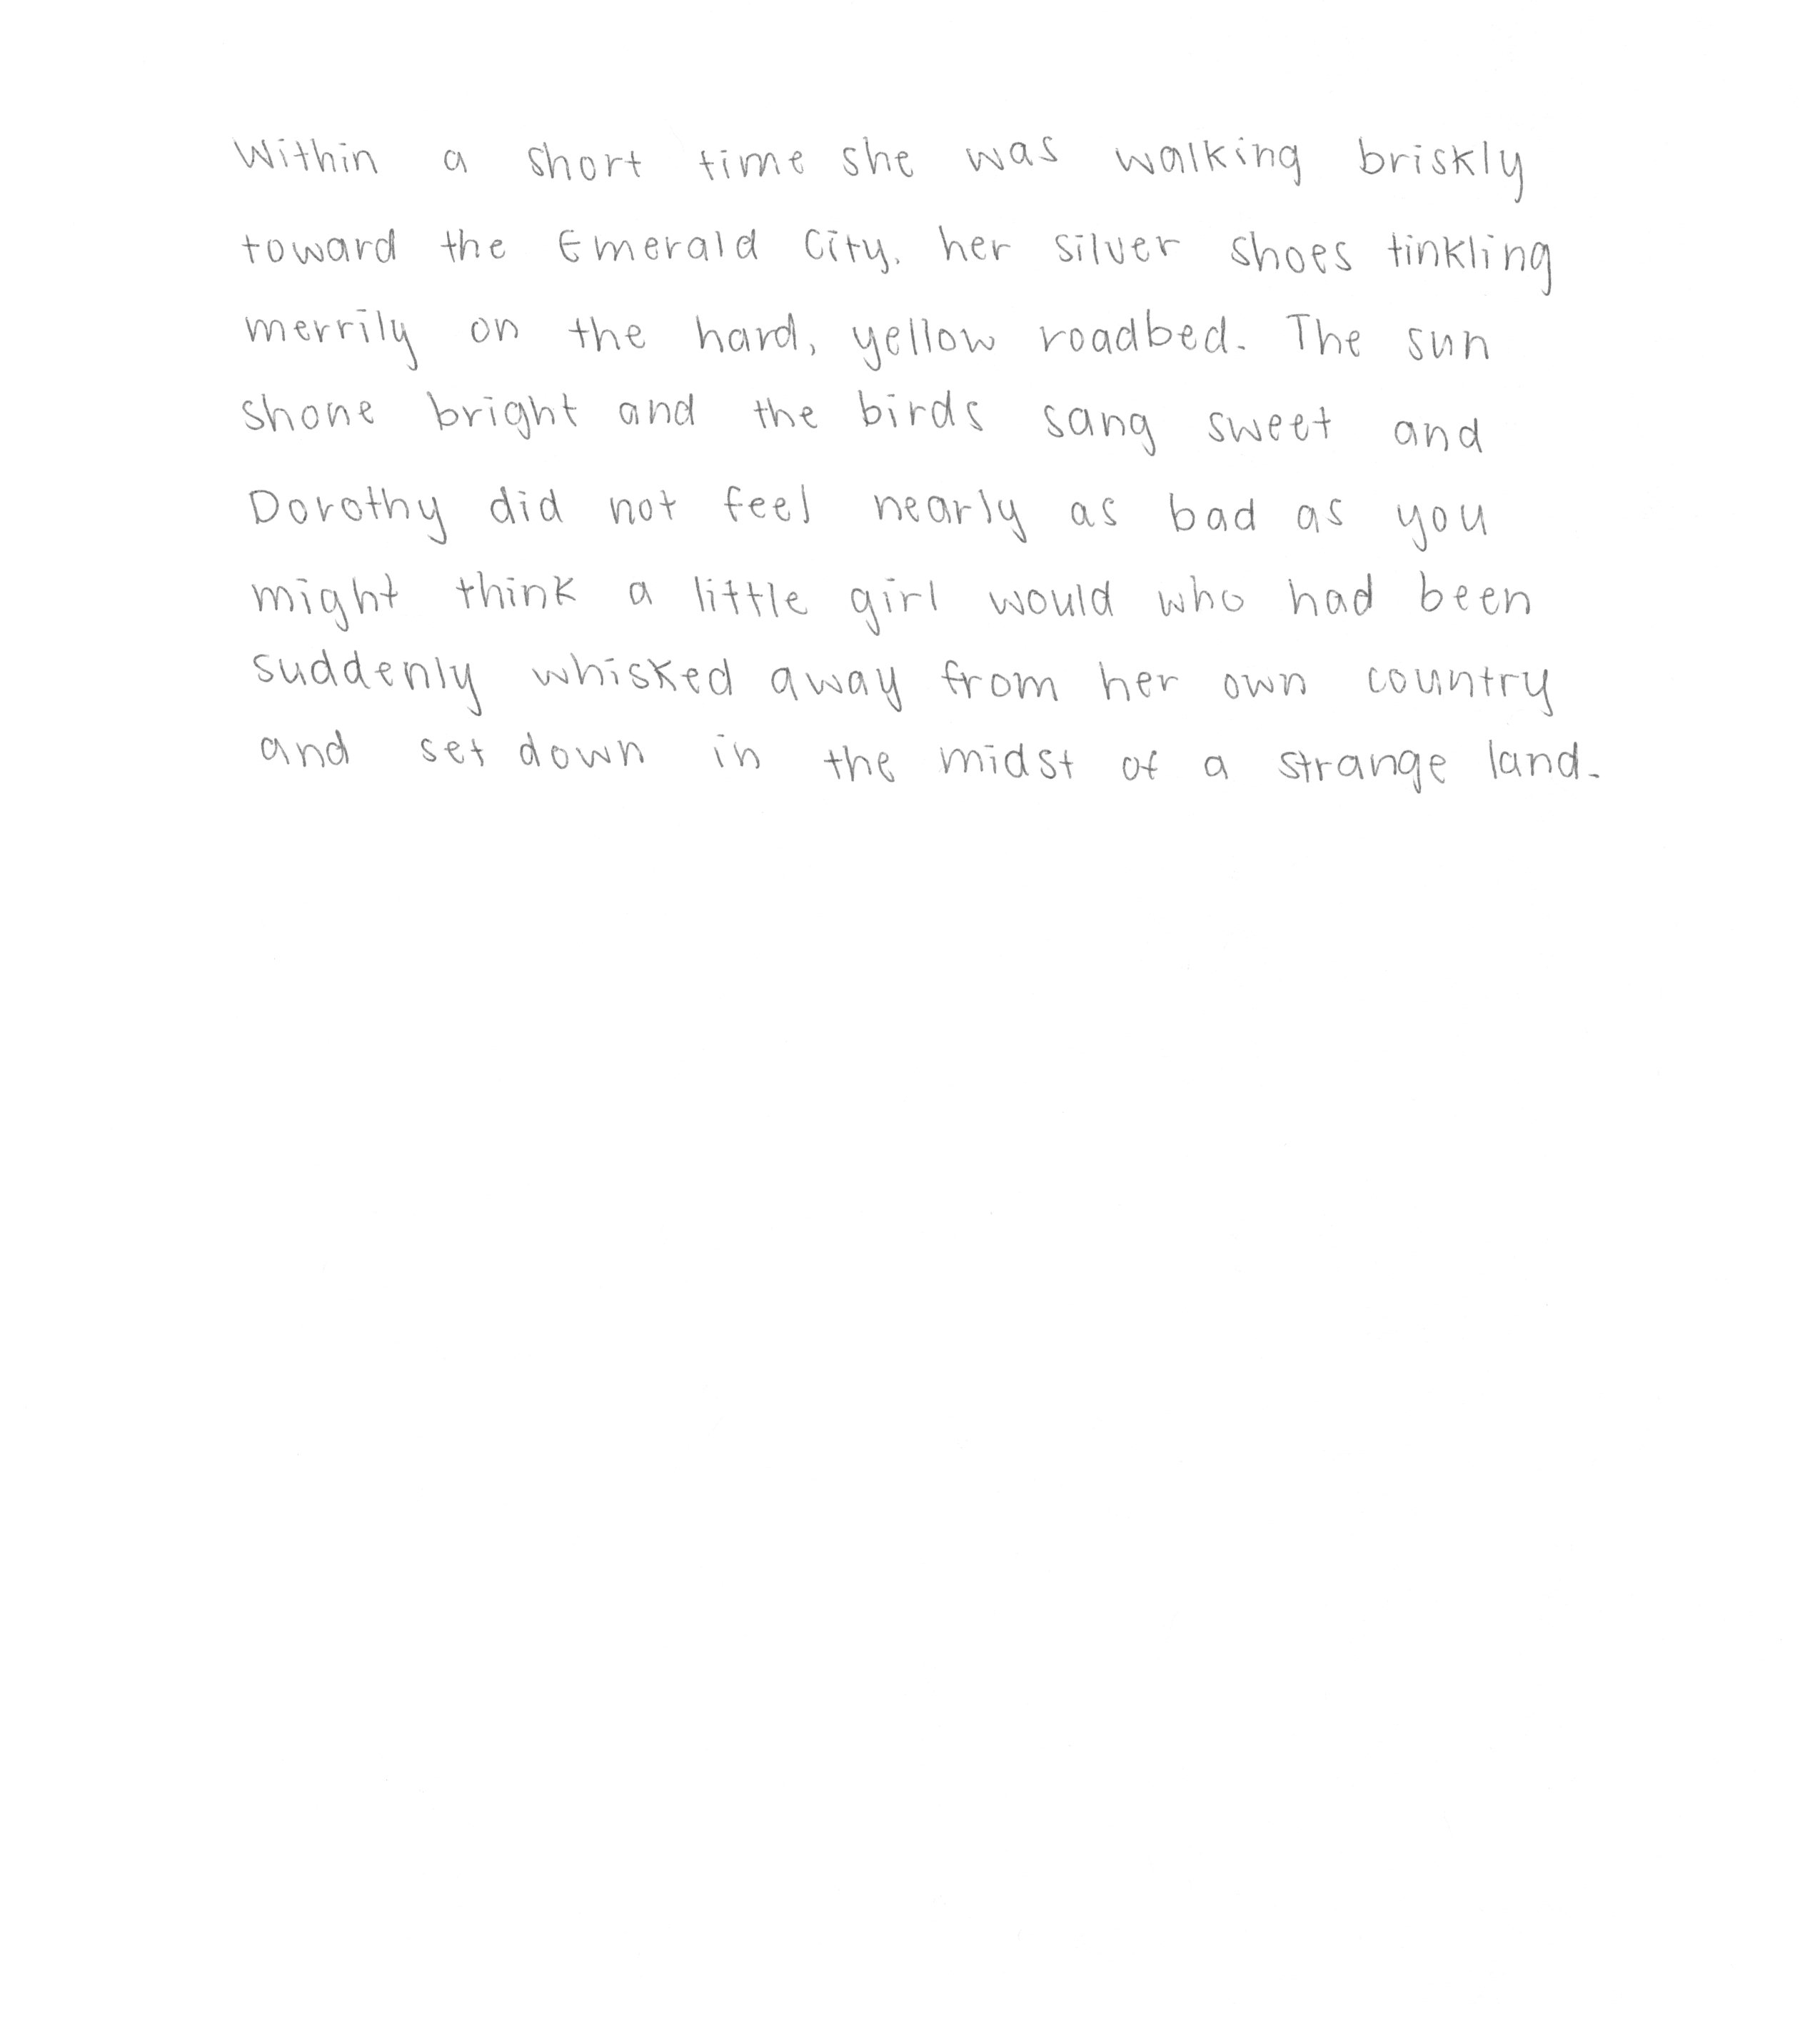 Within a short time she was walking briskly
toward the Emerald City, her silver shoes tinkling
merrily on the hard, yellow roadbed. The sun
shone bright and the birds sang sweet and
Dorothy did not feel nearly as bad as you
might think a little girl would who had been
suddenly whisked away from her own country
and set down in the midst of a strange land.